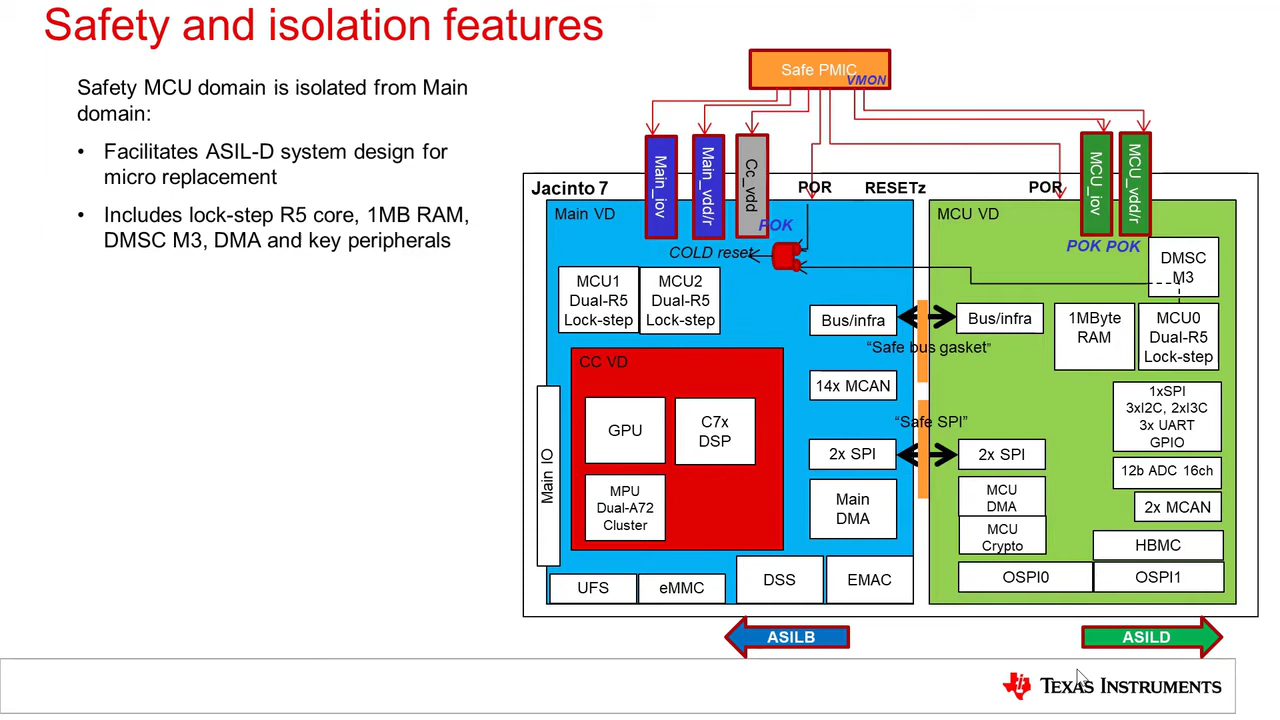 Safety and isolation features
Safety MCU domain is isolated from Main
domain:
• Facilitates ASIL-D system design for
micro replacement
• Includes lock-step R5 core, 1MB RAM,
DMSC M3, DMA and key peripherals
Safe PMIC
VMON
Main_iov
Main_vdd/r
Cc_vdd
MCU_iov
MCU_vdd/r
Jacinto 7
POR
RESETz
POR
Main VD
MCU VD
POK
POK
POK
COLD reset
DMSC
M3
MCU1
Dual-R5
Lock-step
MCU2
Dual-R5
Lock-step
Bus/infra
Bus/infra
1MByte
RAM
MCU0
Dual-R5
Lock-step
"Safe bus gasket"
CC VD
14x MCAN
GPU
C7x
DSP
"Safe SPI"
1xSPI
3xI2C, 2xI3C
3x UART
GPIO
2x SPI
2x SPI
12b ADC 16ch
Main IO
MPU
Dual-A72
Cluster
Main
DMA
MCU
DMA
2x MCAN
MCU
Crypto
HBMC
UFS
eMMC
DSS
EMAC
OSPI0
OSPI1
ASILB
ASILD
TEXAS INSTRUMENTS